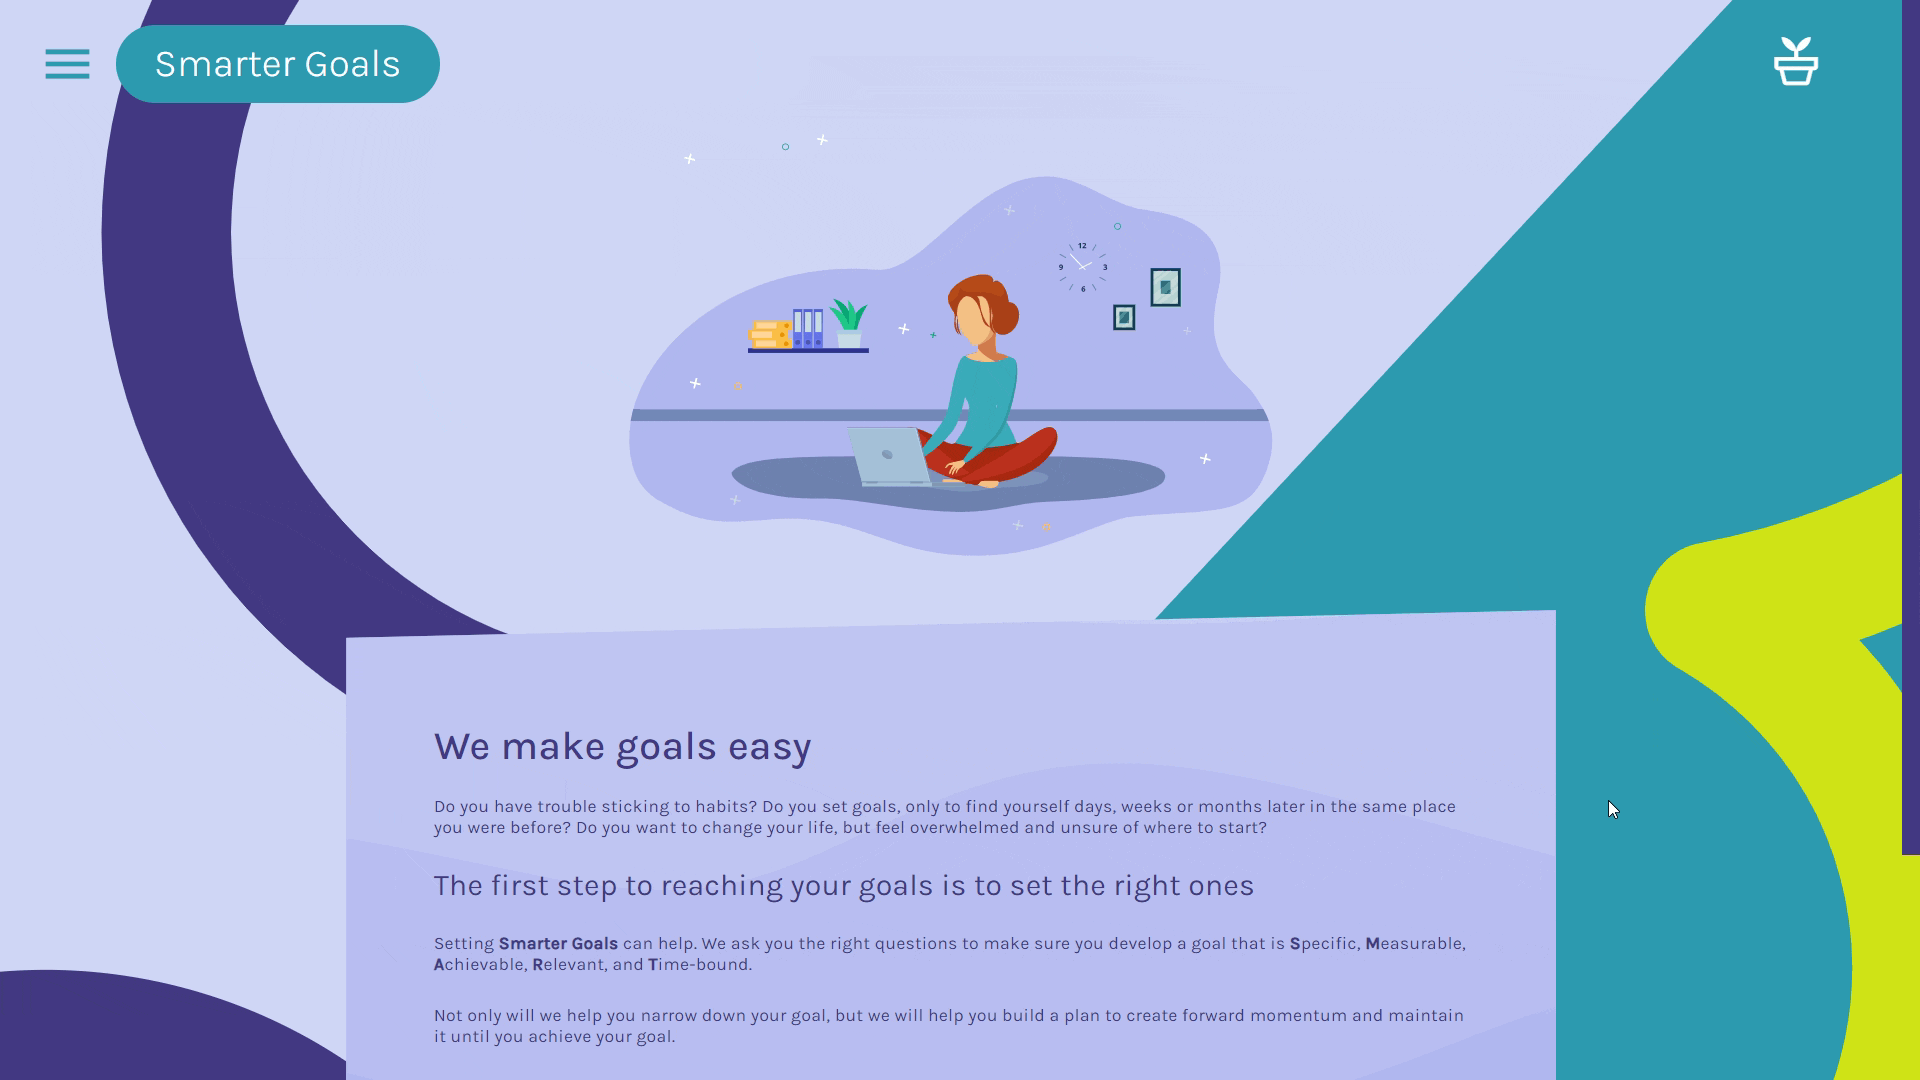 Smarter Goals
12
9
3
6
We make goals easy
Do you have trouble sticking to habits? Do you set goals, only to find yourself days, weeks or months later in the same place
you were before? Do you want to change your life, but feel overwhelmed and unsure of where to start?
The first step to reaching your goals is to set the right ones
Setting Smarter Goals can help. We ask you the right questions to make sure you develop a goal that is Specific, Measurable,
Achievable, Relevant, and Time-bound.
Not only will we help you narrow down your goal, but we will help you build a plan to create forward momentum and maintain
it until you achieve your goal.